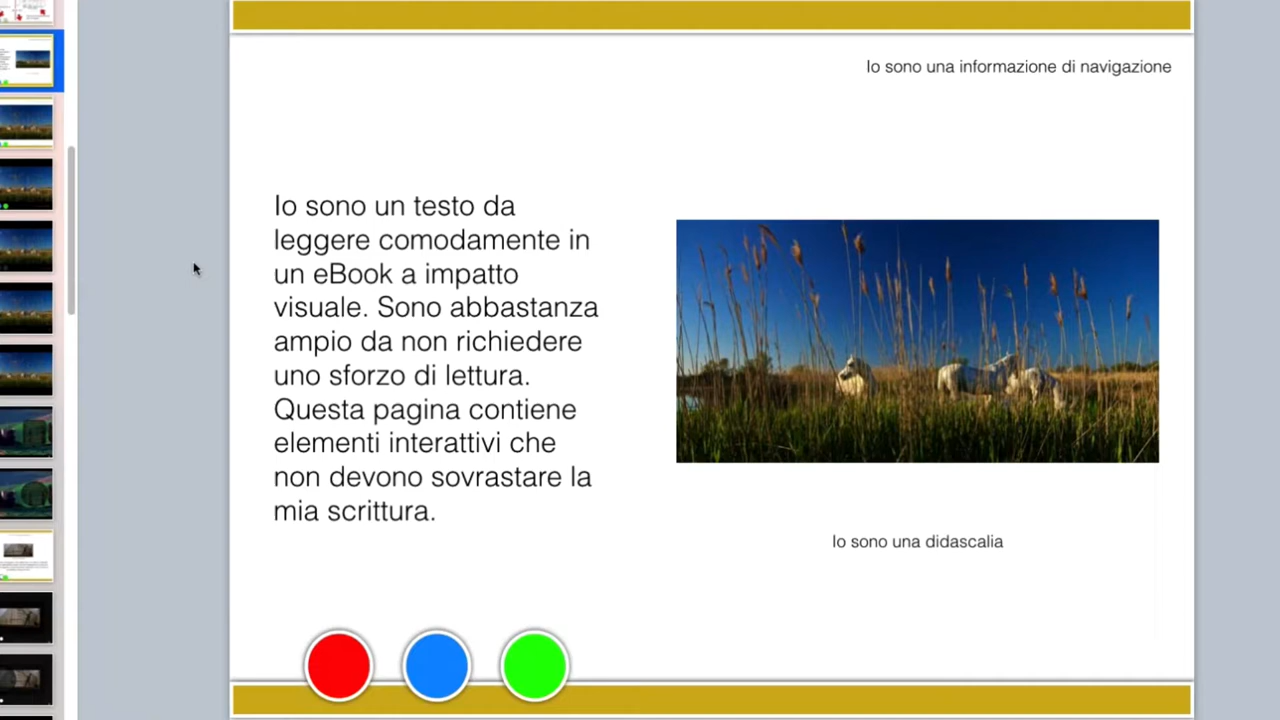 Io sono una informazione di navigazione
Io sono un testo da
leggere comodamente in
un eBook a impatto
visuale. Sono abbastanza
ampio da non richiedere
uno sforzo di lettura.
Questa pagina contiene
elementi interattivi che
non devono sovrastare la
mia scrittura.
Io sono una didascalia